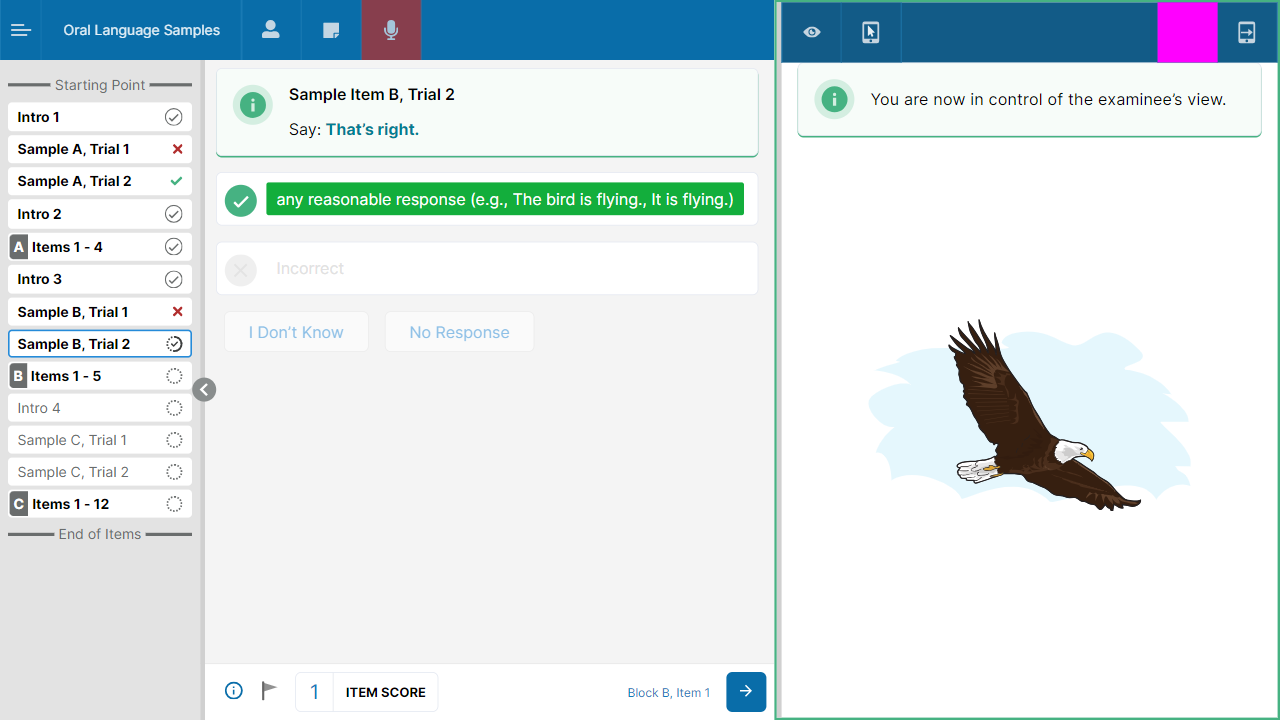 Oral Language Samples
Starting Point
Intro 1
Sample A, Trial 1
Sample A, Trial 2
Intro 2
A Items 1 - 4
Intro 3
Sample B, Trial 1
Sample B, Trial 2
B Items 1 - 5
Intro 4
Sample C, Trial 1
Sample C, Trial 2
C Items 1 - 12
End of Items
Sample Item B, Trial 2
Say: That’s right.
any reasonable response (e.g., The bird is flying., It is flying.)
Incorrect
I Don’t Know
No Response
1 ITEM SCORE
Block B, Item 1
You are now in control of the examinee’s view.